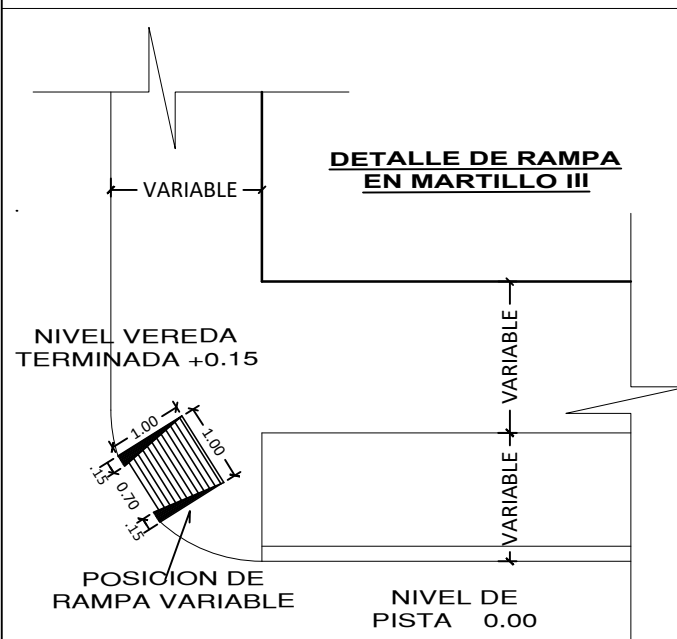 DETALLE DE RAMPA
EN MARTILLO III
VARIABLE
NIVEL VEREDA
TERMINADA +0.15
VARIABLE
1.00
1.00
.15
0.70
.15
VARIABLE
POSICION DE
RAMPA VARIABLE
NIVEL DE
PISTA 0.00